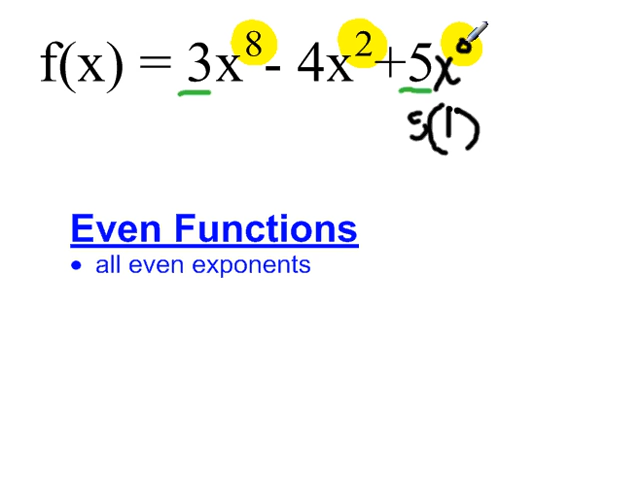 f(x) = 3x⁸ - 4x² + 5x⁰
5(1)
Even Functions
• all even exponents